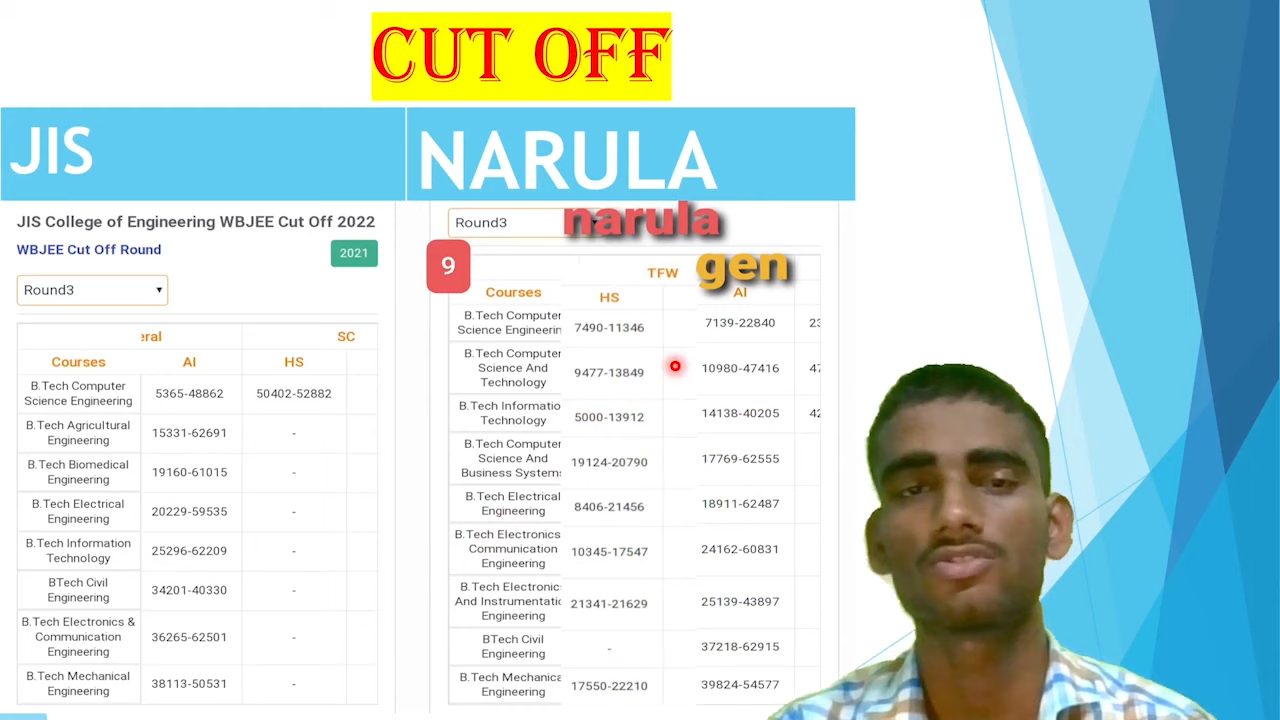 CUT OFF
JIS
NARULA
JIS College of Engineering WBJEE Cut Off 2022
WBJEE Cut Off Round
2021
Round3
eral SC
Courses AI HS
B.Tech Computer
Science Engineering 5365-48862 50402-52882
B.Tech Agricultural
Engineering 15331-62691 -
B.Tech Biomedical
Engineering 19160-61015 -
B.Tech Electrical
Engineering 20229-59535 -
B.Tech Information
Technology 25296-62209 -
BTech Civil
Engineering 34201-40330 -
B.Tech Electronics &
Communication
Engineering 36265-62501 -
B.Tech Mechanical
Engineering 38113-50531 -
Round3
narula
9
TFW gen
Courses HS AI
B.Tech Computer
Science Engineerin 7490-11346 7139-22840 23
B.Tech Computer
Science And
Technology 9477-13849 10980-47416 47
B.Tech Informatio
Technology 5000-13912 14138-40205 42
B.Tech Computer
Science And
Business Systems 19124-20790 17769-62555
B.Tech Electrical
Engineering 8406-21456 18911-62487
B.Tech Electronics
Communication
Engineering 10345-17547 24162-60831
B.Tech Electronics
And Instrumentatic
Engineering 21341-21629 25139-43897
BTech Civil
Engineering - 37218-62915
B.Tech Mechanica
Engineering 17550-22210 39824-54577